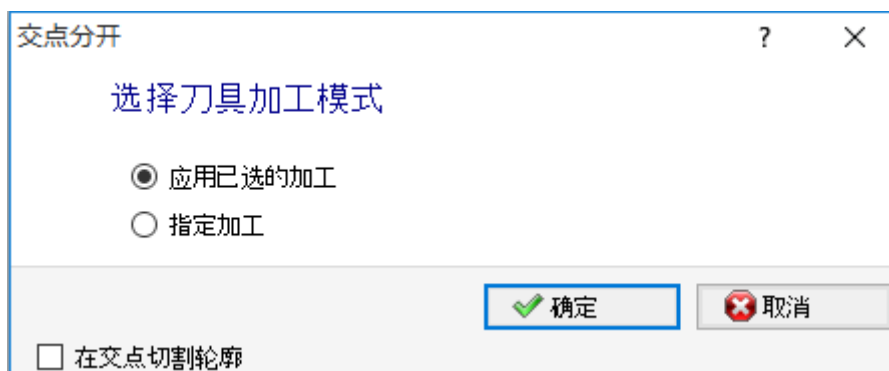 交点分开
?
选择刀具加工模式
应用已选的加工
指定加工
确定
取消
在交点切割轮廓